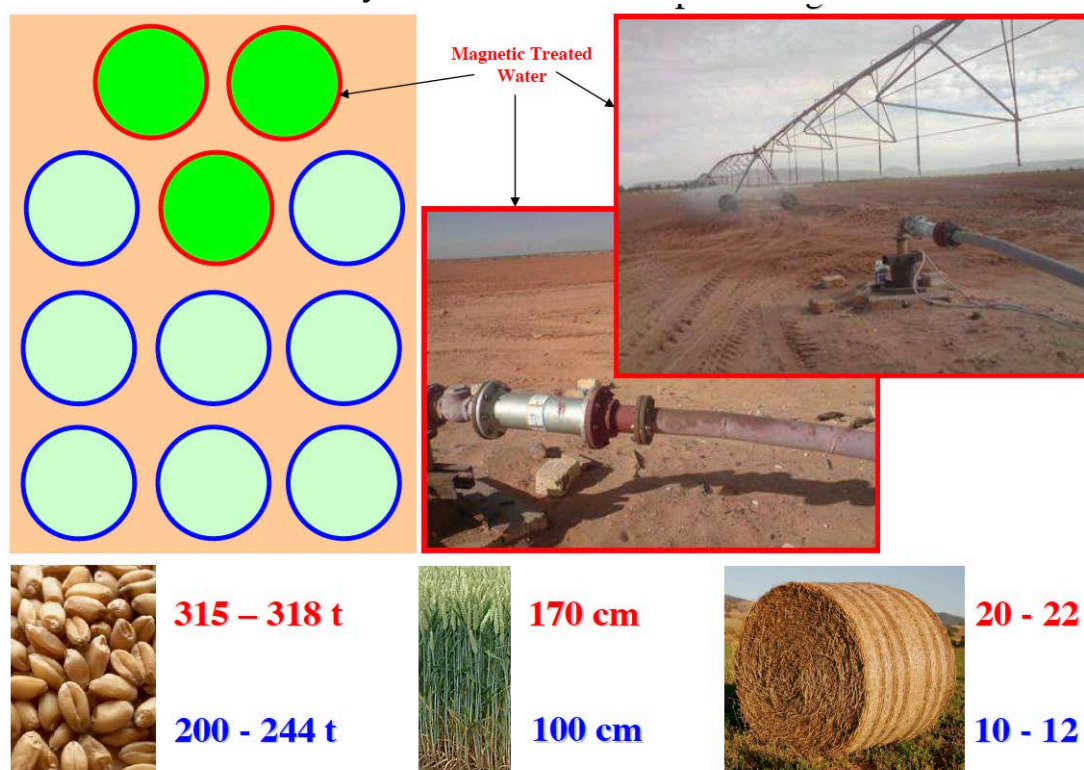 Magnetic Treated
Water
315 – 318 t
170 cm
20 - 22
200 - 244 t
100 cm
10 - 12